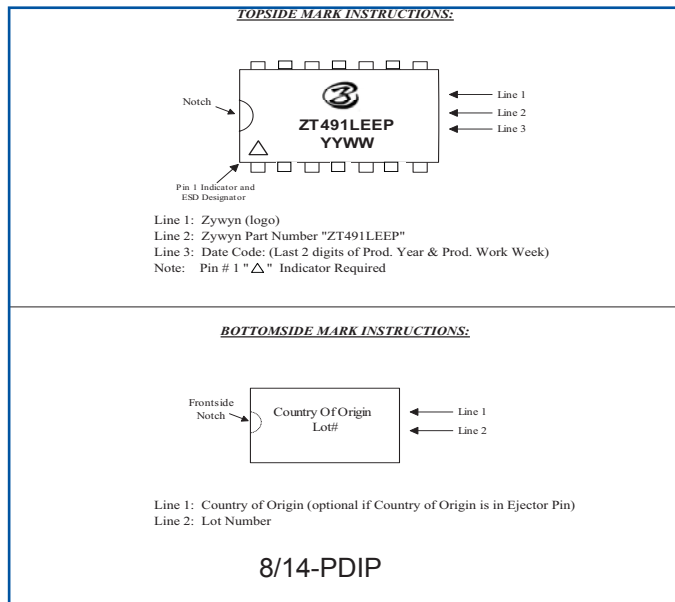 TOPSIDE MARK INSTRUCTIONS:
Notch
ZT491LEEP
YYWW
Line 1
Line 2
Line 3
Pin 1 Indicator and
ESD Designator
Line 1: Zywyn (logo)
Line 2: Zywyn Part Number "ZT491LEEP"
Line 3: Date Code: (Last 2 digits of Prod. Year & Prod. Work Week)
Note: Pin # 1 "△" Indicator Required
BOTTOMSIDE MARK INSTRUCTIONS:
Frontside
Notch
Country Of Origin
Lot#
Line 1
Line 2
Line 1: Country of Origin (optional if Country of Origin is in Ejector Pin)
Line 2: Lot Number
8/14-PDIP